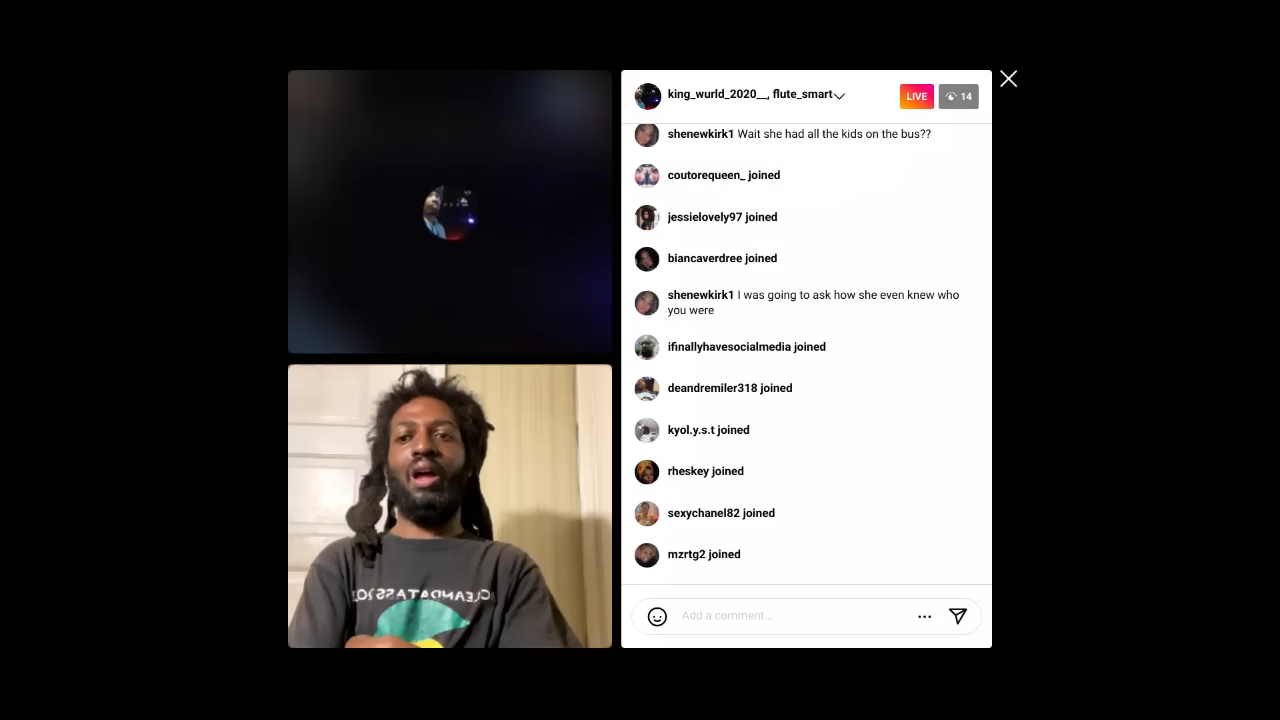 king_wurld_2020__, flute_smart
LIVE
14
shenewkirk1 Wait she had all the kids on the bus??
coutorequeen_ joined
jessielovely97 joined
biancaverdree joined
shenewkirk1 I was going to ask how she even knew who
you were
ifinallyhavesocialmedia joined
deandremiler318 joined
kyol.y.s.t joined
rheskey joined
sexychanel82 joined
mzrtg2 joined
Add a comment...